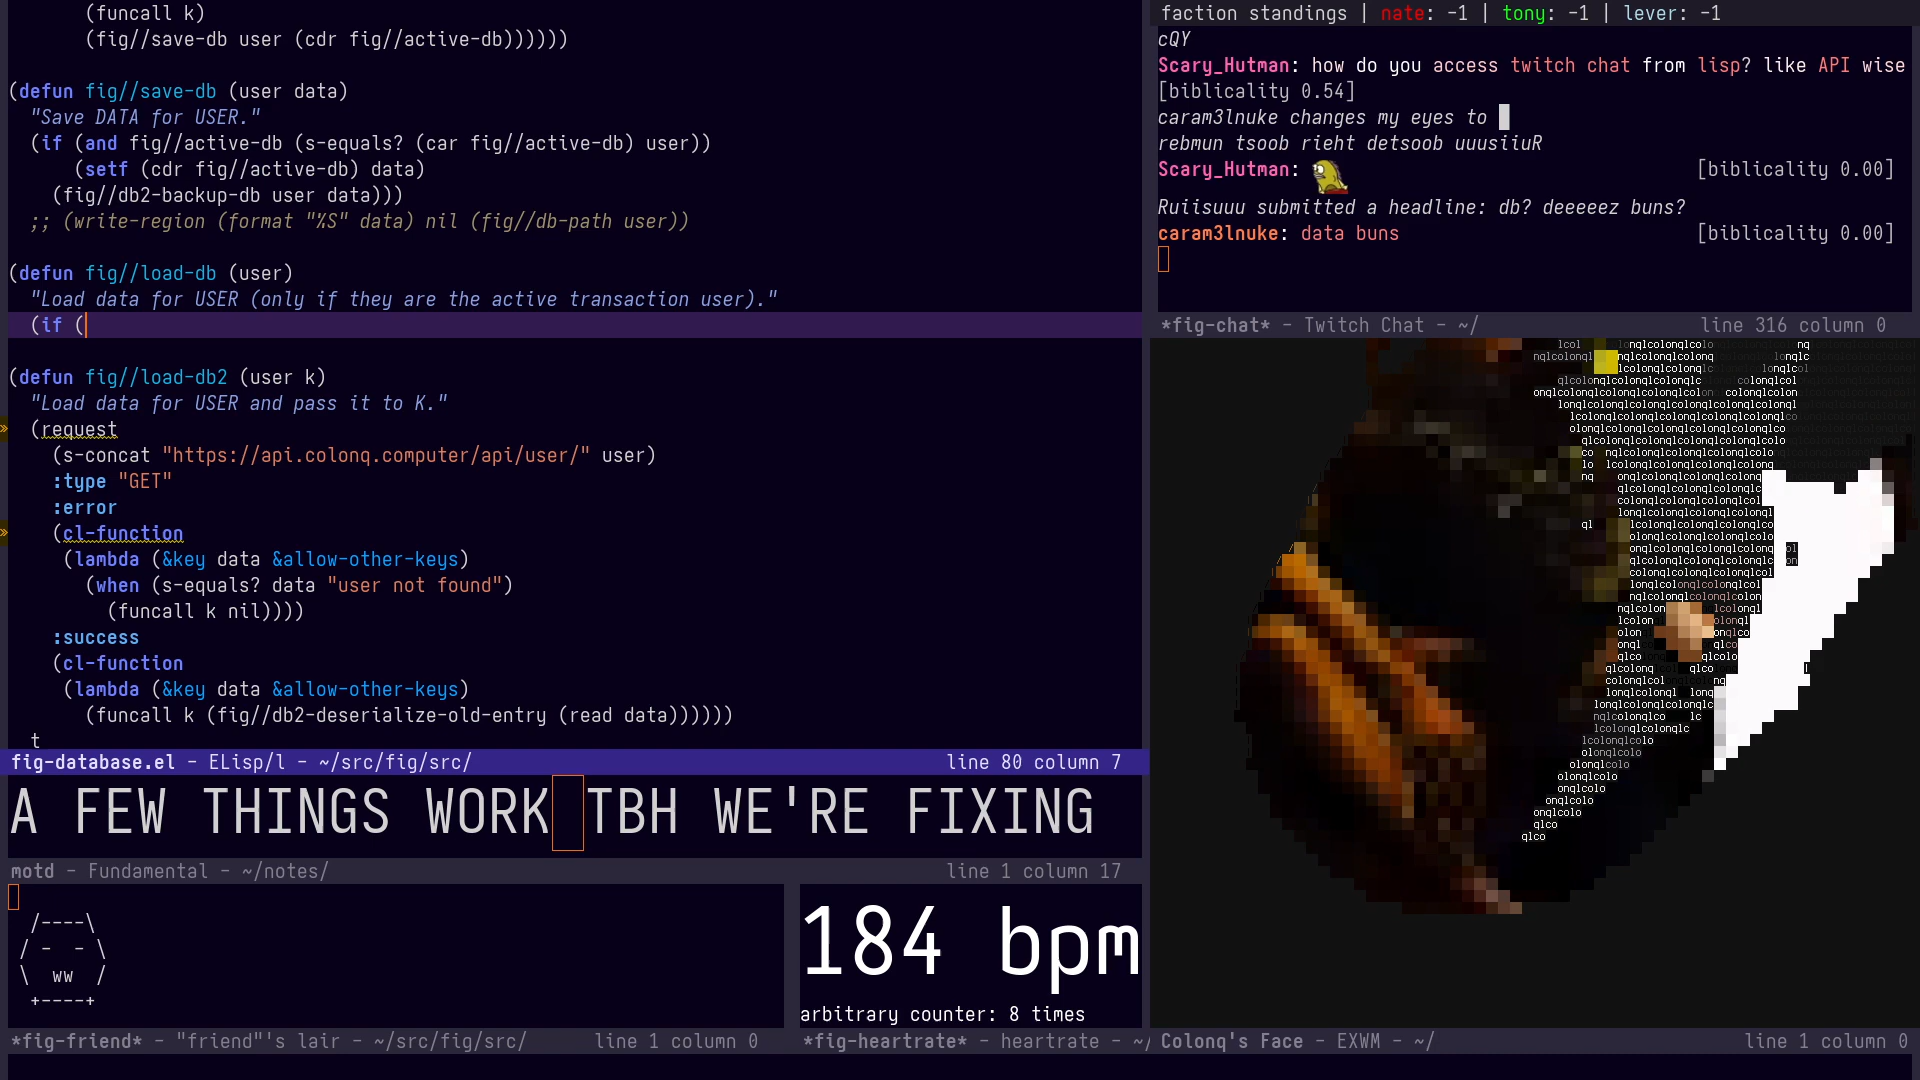 (funcall k)
(fig//save-db user (cdr fig//active-db))))))
(defun fig//save-db (user data)
"Save DATA for USER."
(if (and fig//active-db (s-equals? (car fig//active-db) user))
(setf (cdr fig//active-db) data)
(fig//db2-backup-db user data)))
;; (write-region (format "%S" data) nil (fig//db-path user))
(defun fig//load-db (user)
"Load data for USER (only if they are the active transaction user)."
(if (
(defun fig//load-db2 (user k)
"Load data for USER and pass it to K."
(request
(s-concat "https://api.colonq.computer/api/user/" user)
:type "GET"
:error
(cl-function
(lambda (&key data &allow-other-keys)
(when (s-equals? data "user not found")
(funcall k nil))))
:success
(cl-function
(lambda (&key data &allow-other-keys)
(funcall k (fig//db2-deserialize-old-entry (read data))))))
t
fig-database.el - ELisp/l - ~/src/fig/src/ line 80 column 7
A FEW THINGS WORK TBH WE'RE FIXING
motd - Fundamental - ~/notes/ line 1 column 17
/----\
/ -  - \
\  ww  /
+----+
*fig-friend* - "friend"'s lair - ~/src/fig/src/ line 1 column 0
184 bpm
arbitrary counter: 8 times
*fig-heartrate* - heartrate - ~/
faction standings | nate: -1 | tony: -1 | lever: -1
cQY
Scary_Hutman: how do you access twitch chat from lisp? like API wise
[biblicality 0.54]
caram3lnuke changes my eyes to
rebmun tsoob rieht detsoob uuusiiuR
Scary_Hutman: [biblicality 0.00]
Ruiisuuu submitted a headline: db? deeeeez buns?
caram3lnuke: data buns [biblicality 0.00]
*fig-chat* - Twitch Chat - ~/ line 316 column 0
Colonq's Face - EXWM - ~/ line 1 column 0